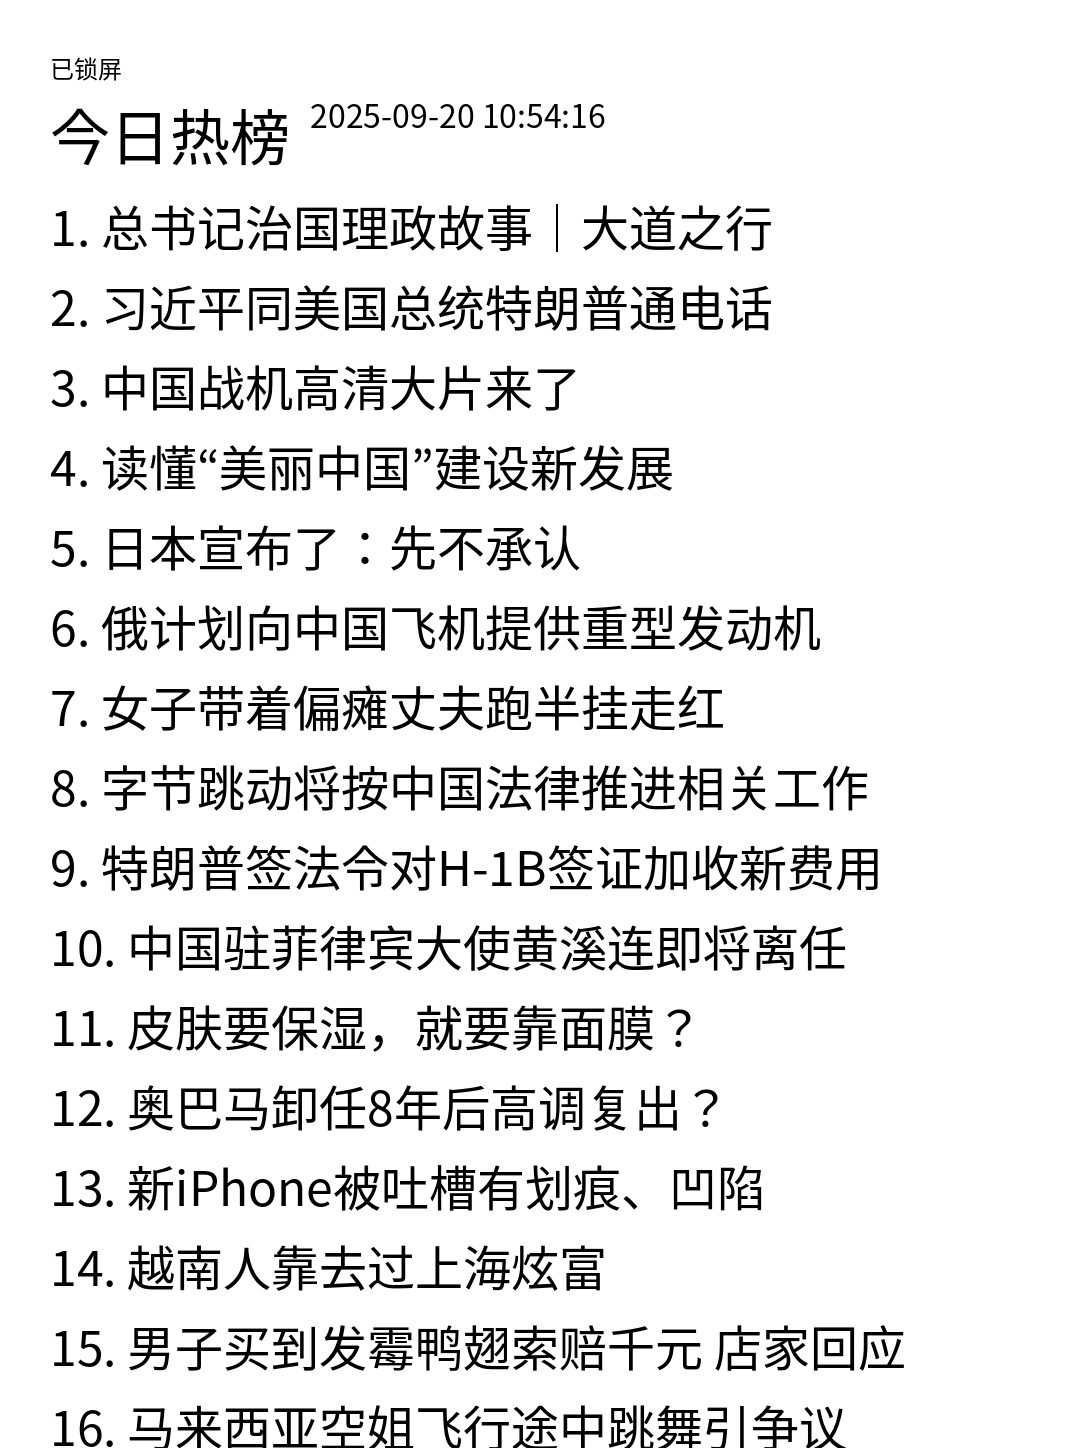 已锁屏
今日热榜 2025-09-20 10:54:16
1. 总书记治国理政故事｜大道之行
2. 习近平同美国总统特朗普通电话
3. 中国战机高清大片来了
4. 读懂“美丽中国”建设新发展
5. 日本宣布了：先不承认
6. 俄计划向中国飞机提供重型发动机
7. 女子带着偏瘫丈夫跑半挂走红
8. 字节跳动将按中国法律推进相关工作
9. 特朗普签法令对H-1B签证加收新费用
10. 中国驻菲律宾大使黄溪连即将离任
11. 皮肤要保湿，就要靠面膜？
12. 奥巴马卸任8年后高调复出？
13. 新iPhone被吐槽有划痕、凹陷
14. 越南人靠去过上海炫富
15. 男子买到发霉鸭翅索赔千元 店家回应
16. 马来西亚空姐飞行途中跳舞引争议